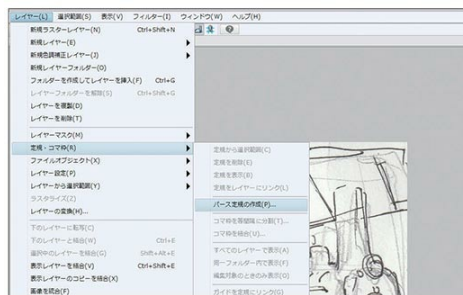 レイヤー(L) 選択範囲(S) 表示(V) フィルター(I) ウィンドウ(W) ヘルプ(H)
新規ラスターレイヤー(N) Ctrl+Shift+N
新規レイヤー(E)
新規色調補正レイヤー(J)
新規レイヤーフォルダー(O)
フォルダーを作成してレイヤーを挿入(F) Ctrl+G
レイヤーフォルダーを解除(S) Ctrl+Shift+G
レイヤーを複製(D)
レイヤーを削除(T)
レイヤーマスク(M)
定規・コマ枠(R)
ファイルオブジェクト(X)
レイヤー設定(P)
レイヤーから選択範囲(Y)
ラスタライズ(Z)
レイヤーの変換(H)...
下のレイヤーに転写(C)
下のレイヤーと結合(W) Ctrl+E
選択中のレイヤーを結合(G) Shift+Alt+E
表示レイヤーを結合(V) Ctrl+Shift+E
表示レイヤーのコピーを結合(X)
画像を統合(F)
定規から選択範囲(C)
定規を削除(E)
定規を表示(B)
定規をレイヤーにリンク(L)
パース定規の作成(P)...
コマ枠を等間隔に分割(T)...
コマ枠を結合(U)...
すべてのレイヤーで表示(A)
同一フォルダー内で表示(F)
編集対象のときのみ表示(O)
ガイドを定規にリンク(G)